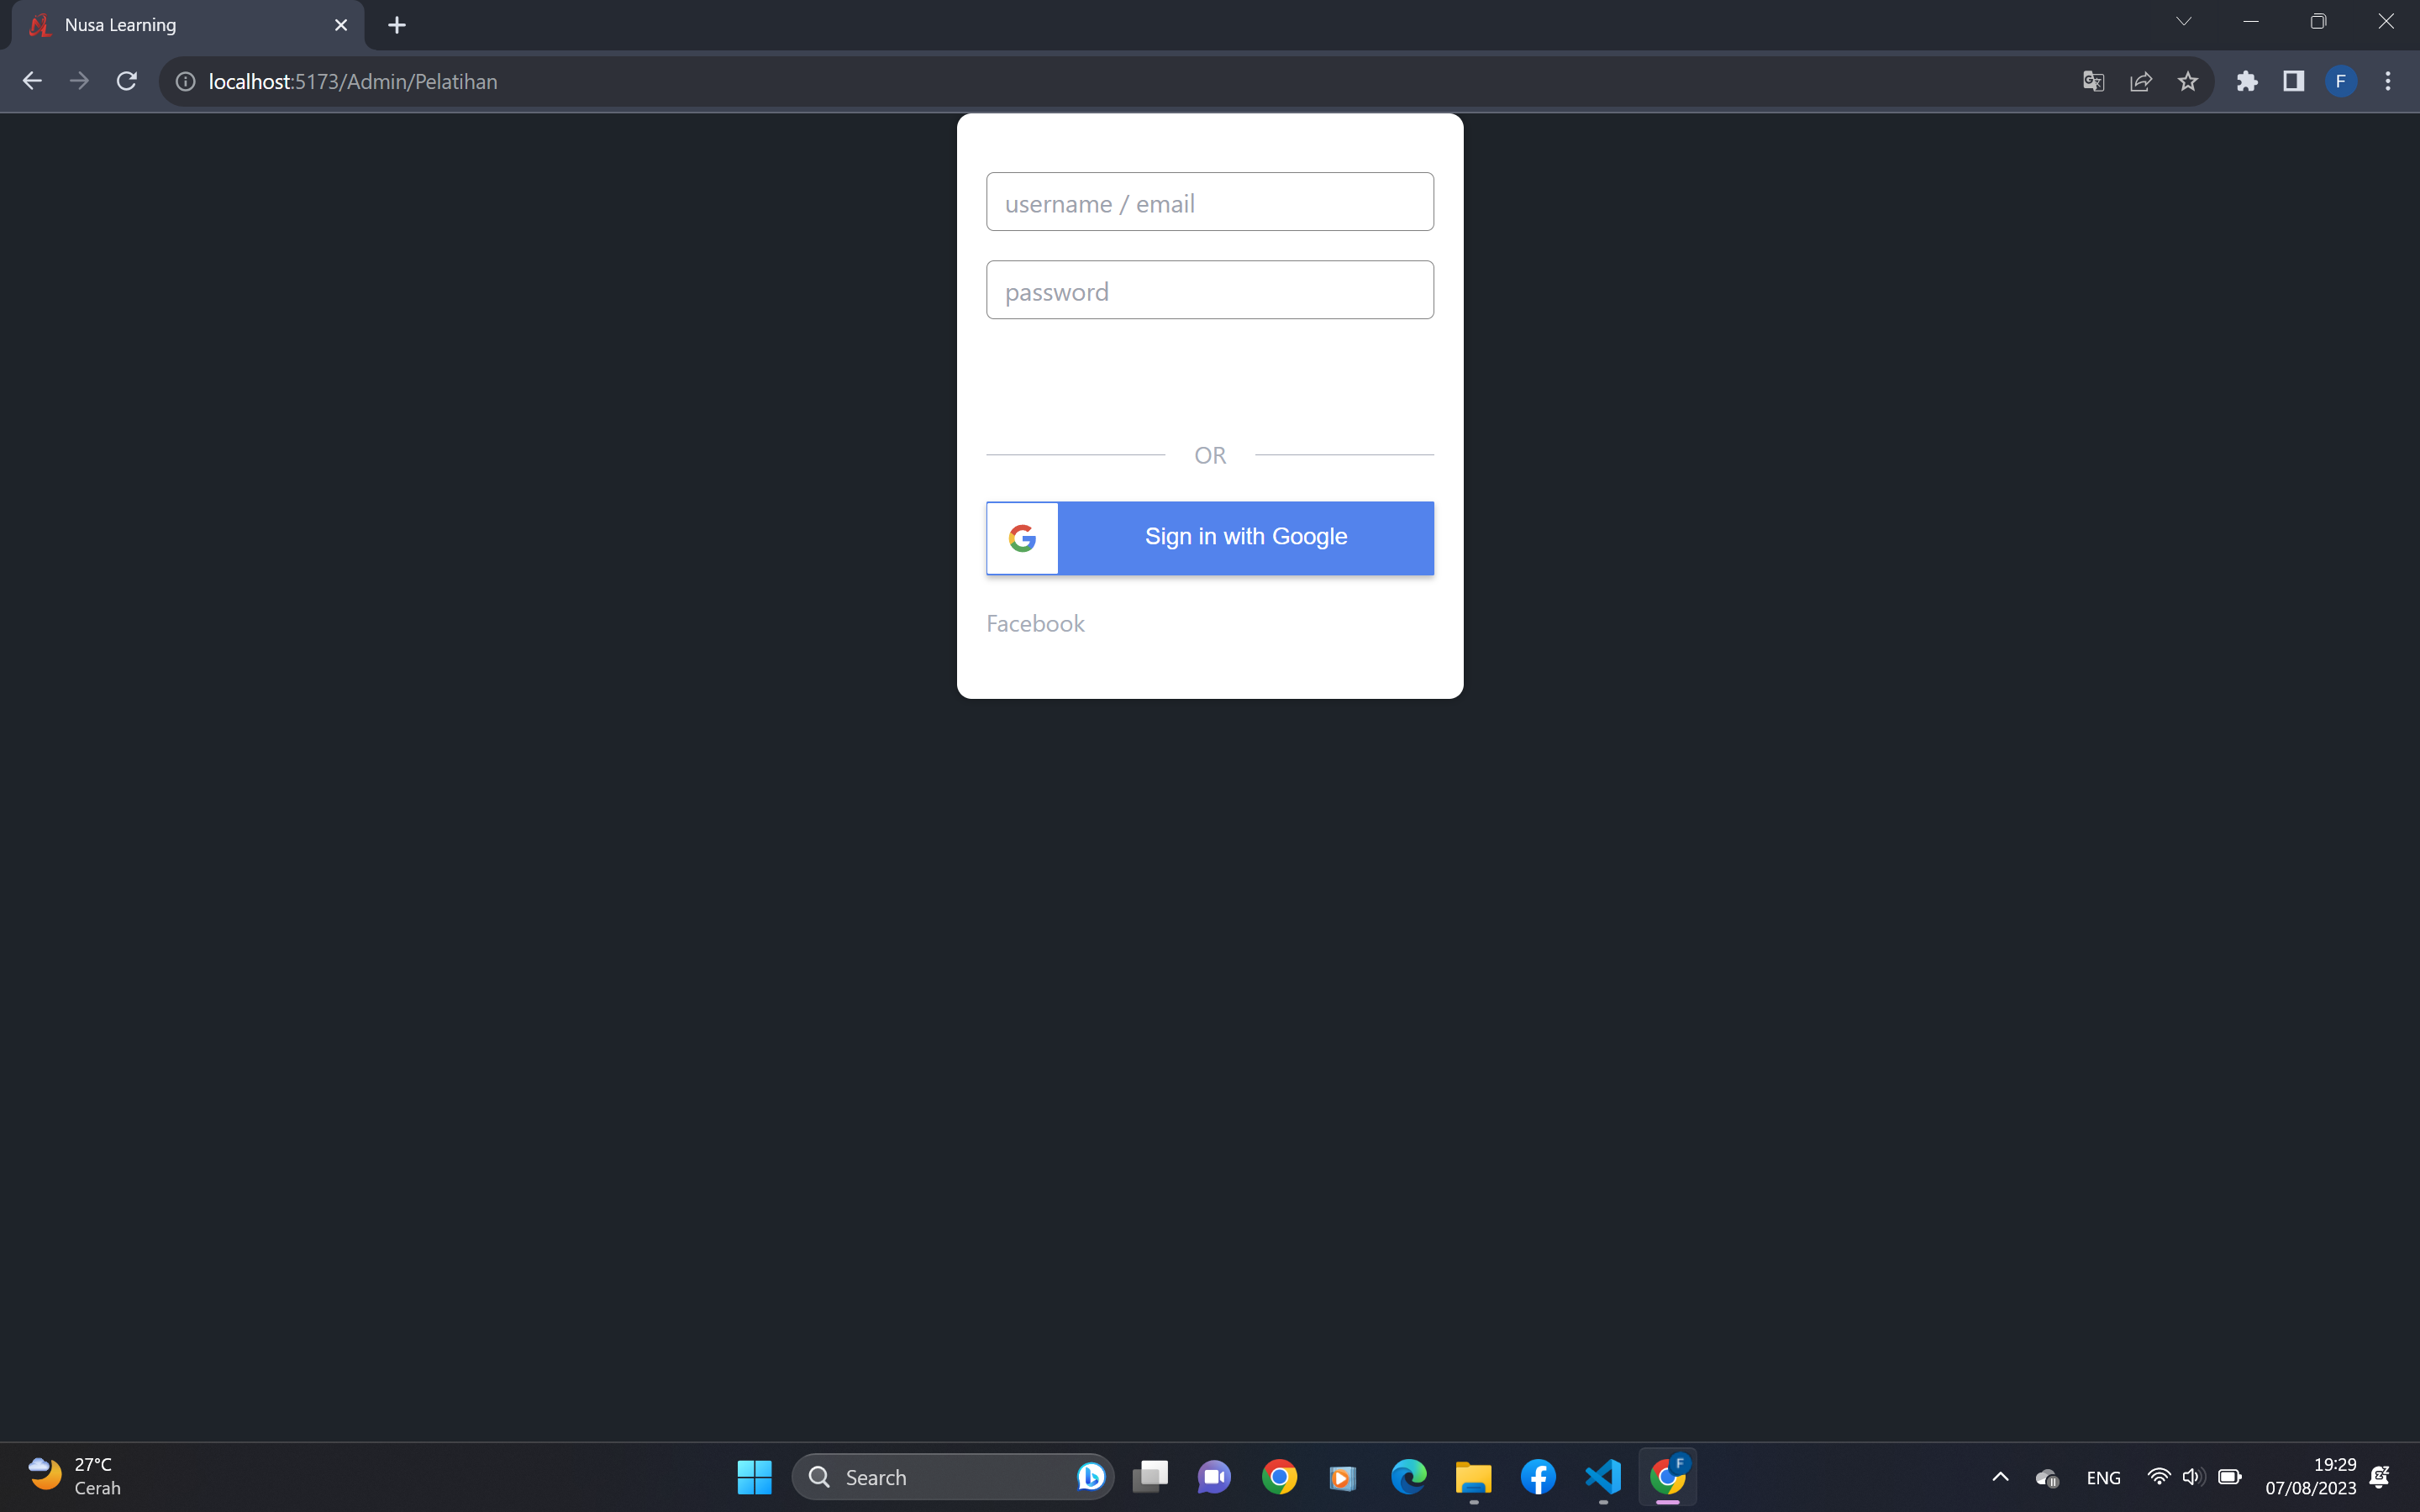 Nusa Learning
localhost:5173/Admin/Pelatihan
F
username / email
password
OR
Sign in with Google
Facebook
27°C
Cerah
Search
F
ENG
19:29
07/08/2023